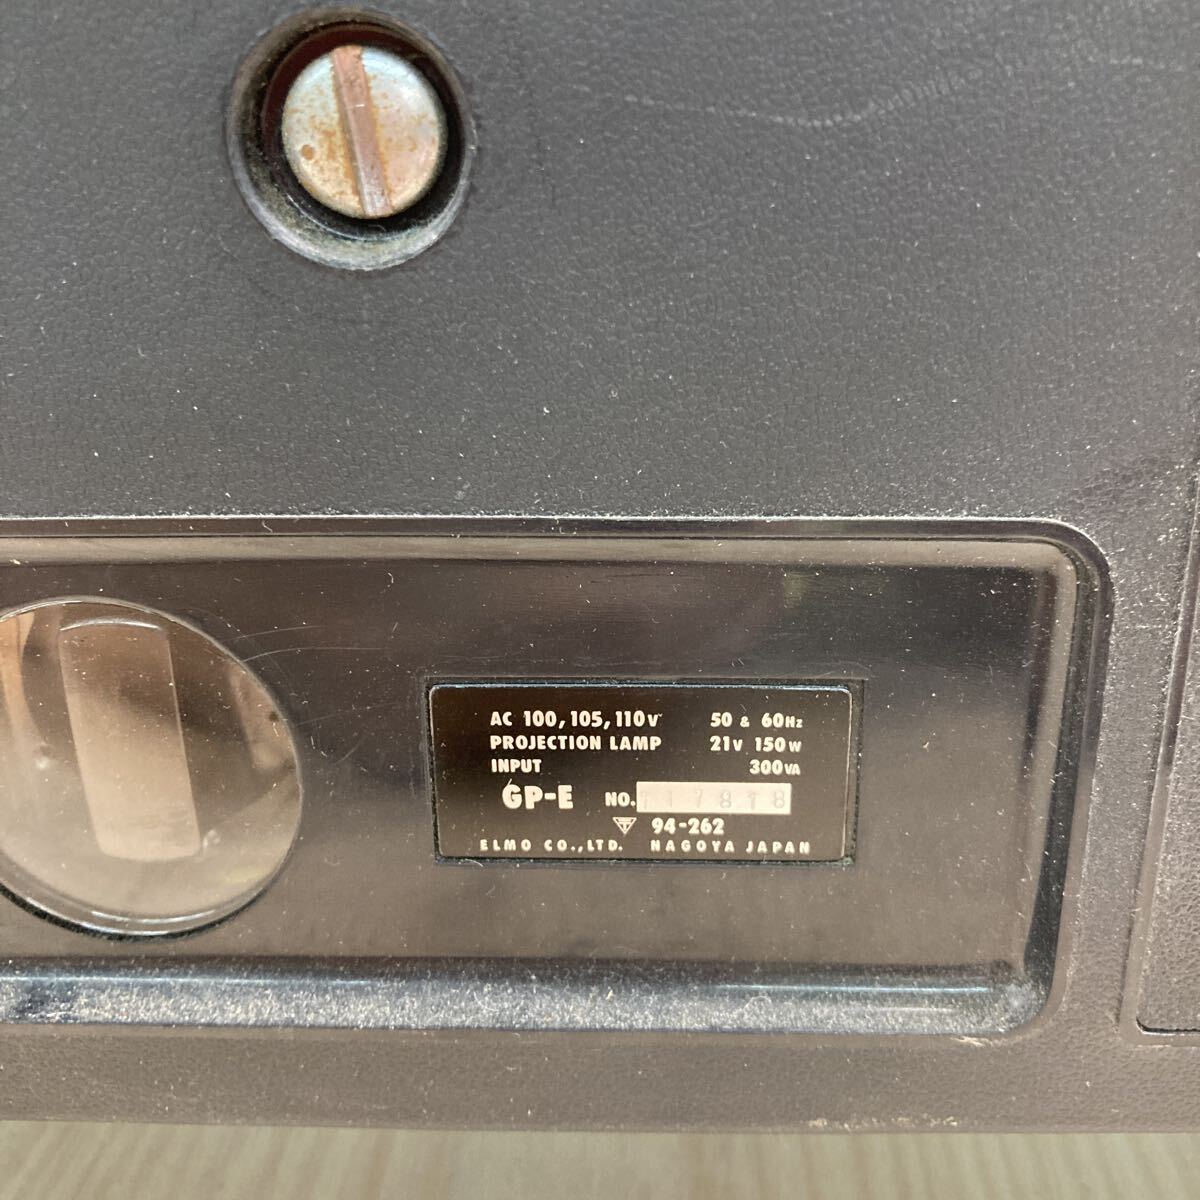 AC 100,105,110V 50 & 60Hz
PROJECTION LAMP 21V 150W
INPUT 300VA
GP-E NO. 117818
94-262
ELMO CO.,LTD. NAGOYA JAPAN